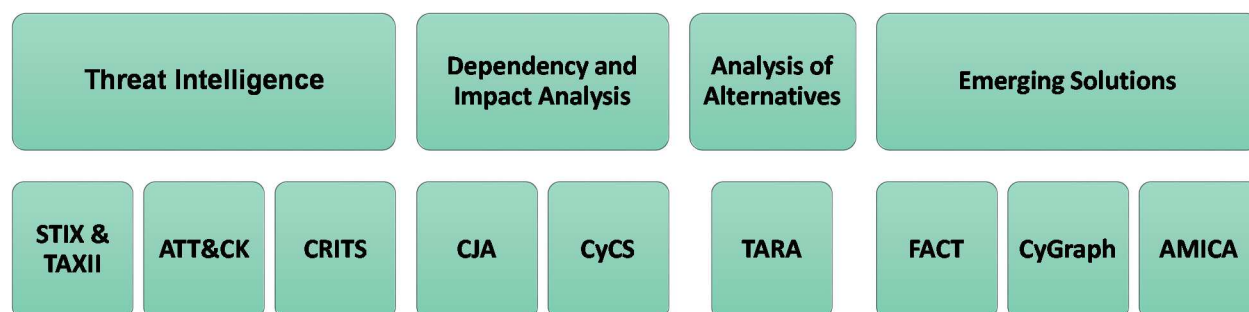 Threat Intelligence
Dependency and
Impact Analysis
Analysis of
Alternatives
Emerging Solutions
STIX &
TAXII
ATT&CK
CRITS
CJA
CyCS
TARA
FACT
CyGraph
AMICA